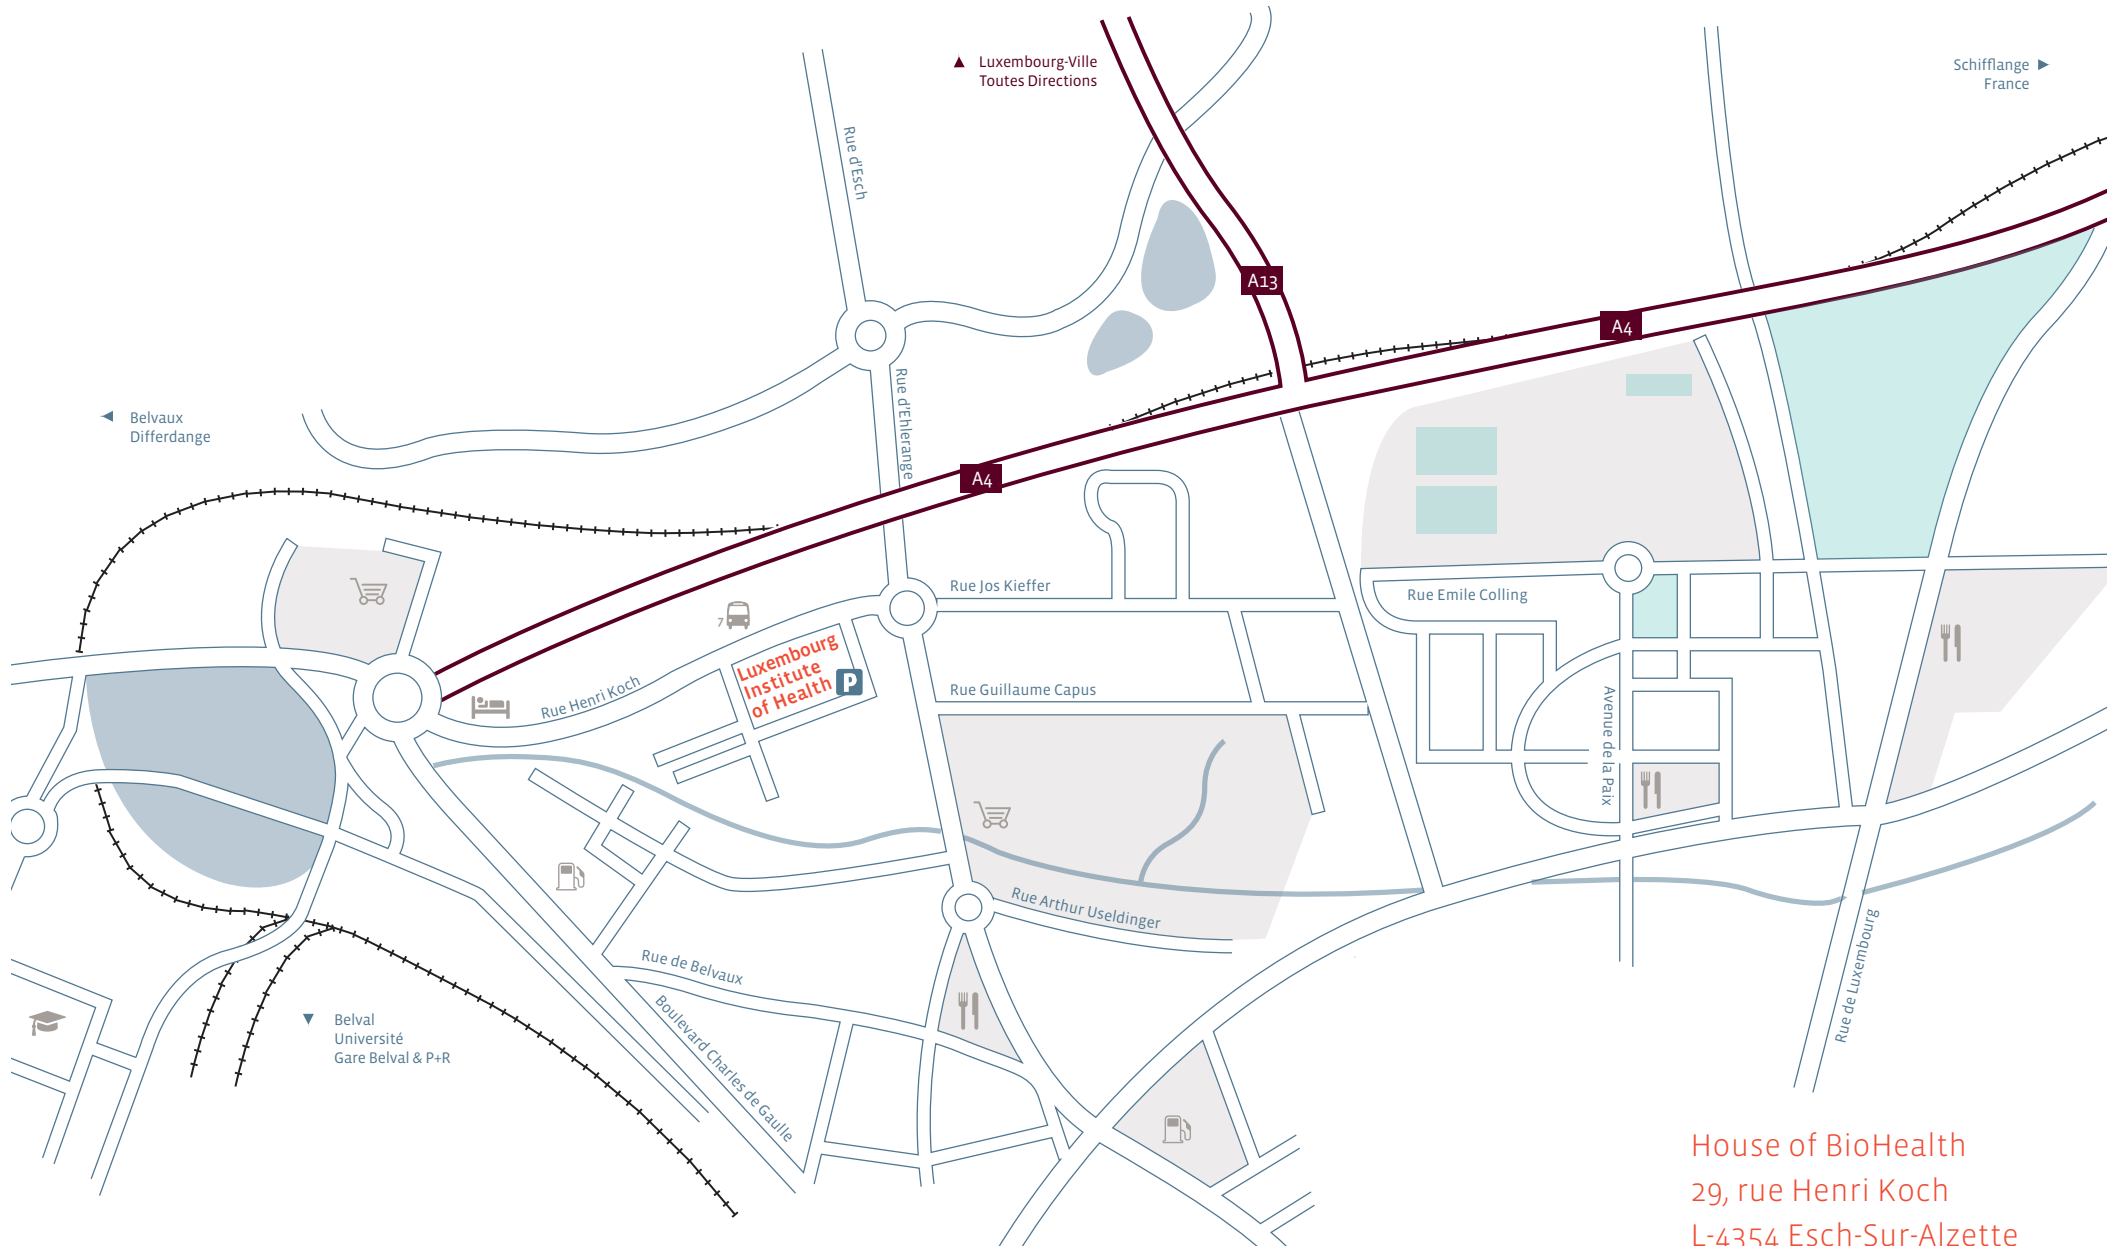 Luxembourg-Ville
Toutes Directions
Schifflange
France
Rue d'Esch
A13
A4
Rue d'Ehlerange
Belvaux
Differdange
A4
Rue Jos Kieffer
Rue Emile Colling
7
Luxembourg
Institute
of Health
P
Rue Henri Koch
Rue Guillaume Capus
Avenue de la Paix
Rue Arthur Useldinger
Rue de Belvaux
Boulevard Charles de Gaulle
Rue de Luxembourg
Belval
Université
Gare Belval & P+R
House of BioHealth
29, rue Henri Koch
L-4354 Esch-Sur-Alzette